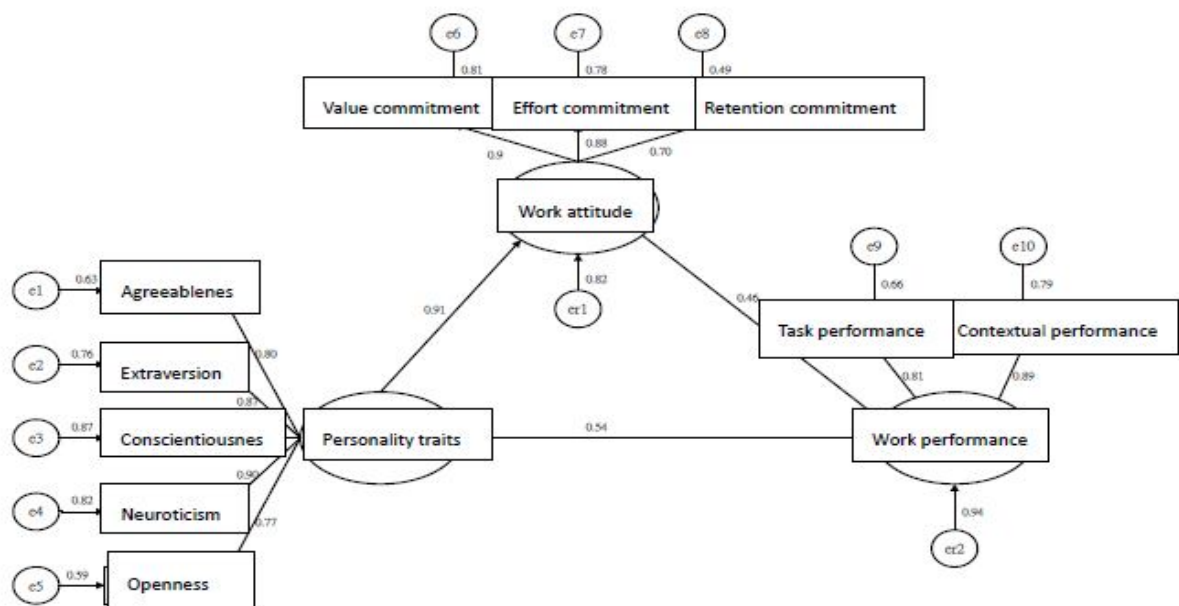 e6
e7
e8
0.81
0.78
0.49
Value commitment
Effort commitment
Retention commitment
0.9
0.88
0.70
Work attitude
e9
e10
e1
0.63
Agreeablenes
0.82
er1
0.46
0.66
0.79
0.91
Task performance
Contextual performance
e2
0.76
Extraversion
0.80
0.81
0.89
0.87
e3
0.87
Conscientiousnes
Personality traits
0.54
Work performance
0.90
e4
0.82
Neuroticism
0.77
0.94
er2
e5
0.59
Openness